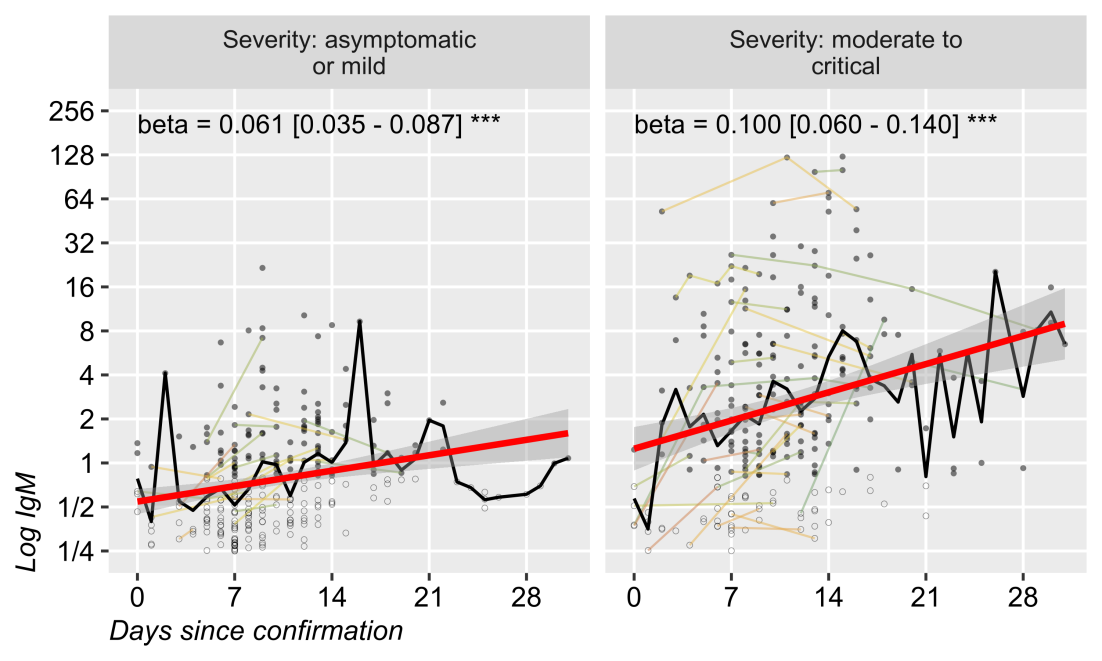 Severity: asymptomatic
or mild
Severity: moderate to
critical
beta = 0.061 [0.035 - 0.087] ***
beta = 0.100 [0.060 - 0.140] ***
256
128
64
32
16
8
4
2
1
1/2
1/4
Log IgM
0 7 14 21 28
0 7 14 21 28
Days since confirmation